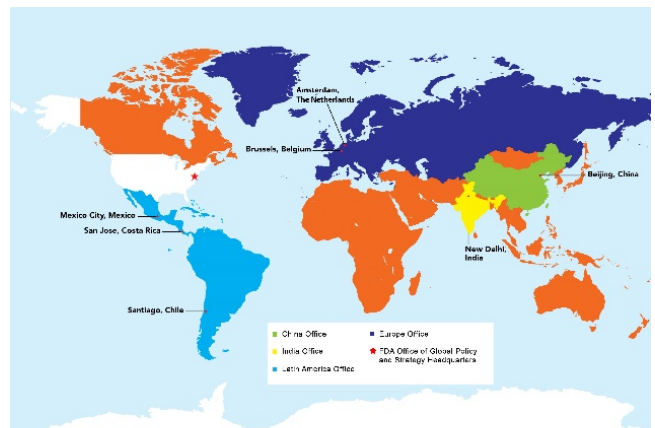 Amsterdam,
The Netherlands
Brussels, Belgium
Beijing, China
Mexico City, Mexico
San Jose, Costa Rica
New Delhi,
India
Santiago, Chile
China Office
India Office
Latin America Office
Europe Office
FDA Office of Global Policy
and Strategy Headquarters